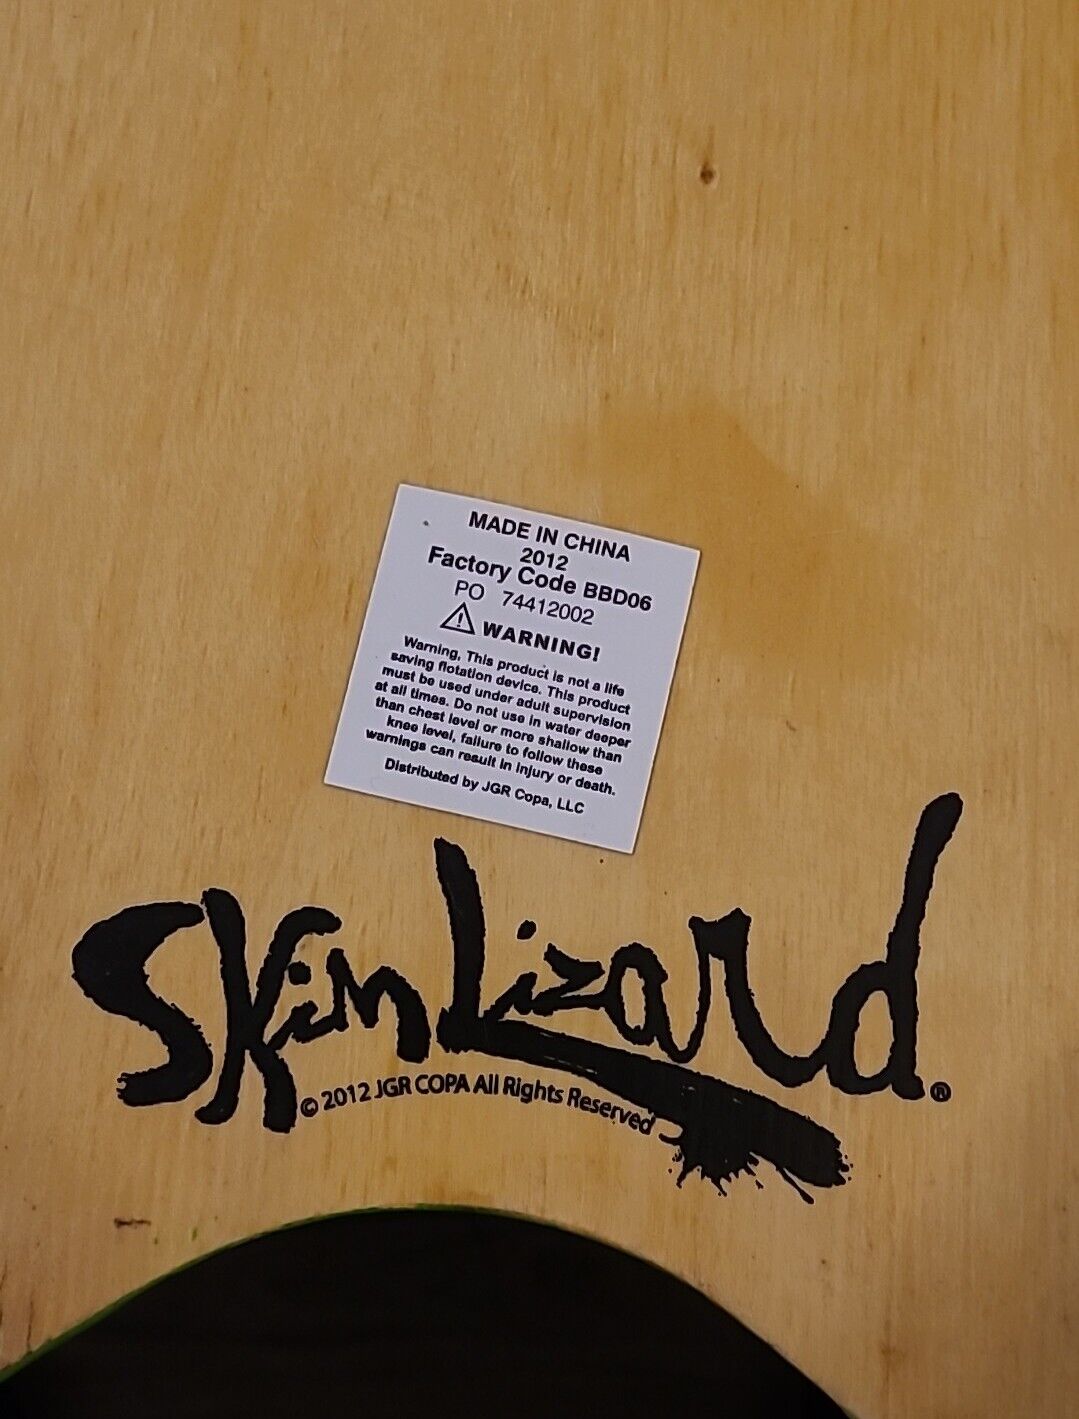 MADE IN CHINA
2012
Factory Code BBD06
PO 74412002
WARNING!
Warning, This product is not a life
saving flotation device. This product
must be used under adult supervision
at all times. Do not use in water deeper
than chest level or more shallow than
knee level, failure to follow these
warnings can result in injury or death.
Distributed by JGR Copa, LLC
Skim Lizard®
© 2012 JGR COPA All Rights Reserved